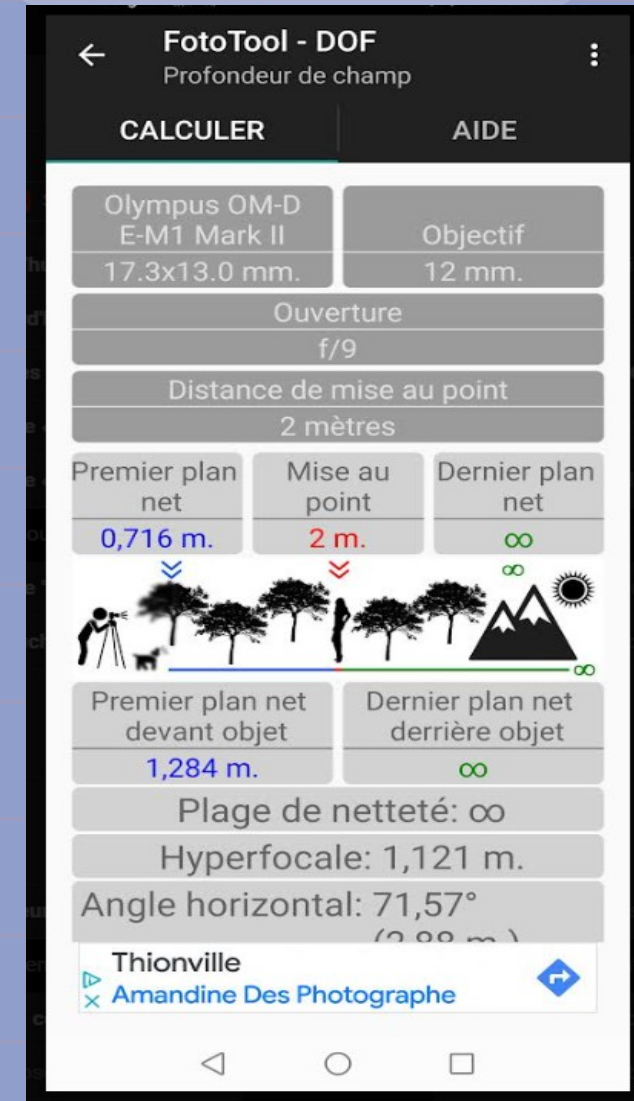 FotoTool - DOF
Profondeur de champ
CALCULER
AIDE
Olympus OM-D
E-M1 Mark II
17.3x13.0 mm.
Objectif
12 mm.
Ouverture
f/9
Distance de mise au point
2 mètres
Premier plan
net
0,716 m.
Mise au
point
2 m.
Dernier plan
net
∞
∞
∞
Premier plan net
devant objet
1,284 m.
Dernier plan net
derrière objet
∞
Plage de netteté: ∞
Hyperfocale: 1,121 m.
Angle horizontal: 71,57°
(2,88 m.)
Thionville
Amandine Des Photographe